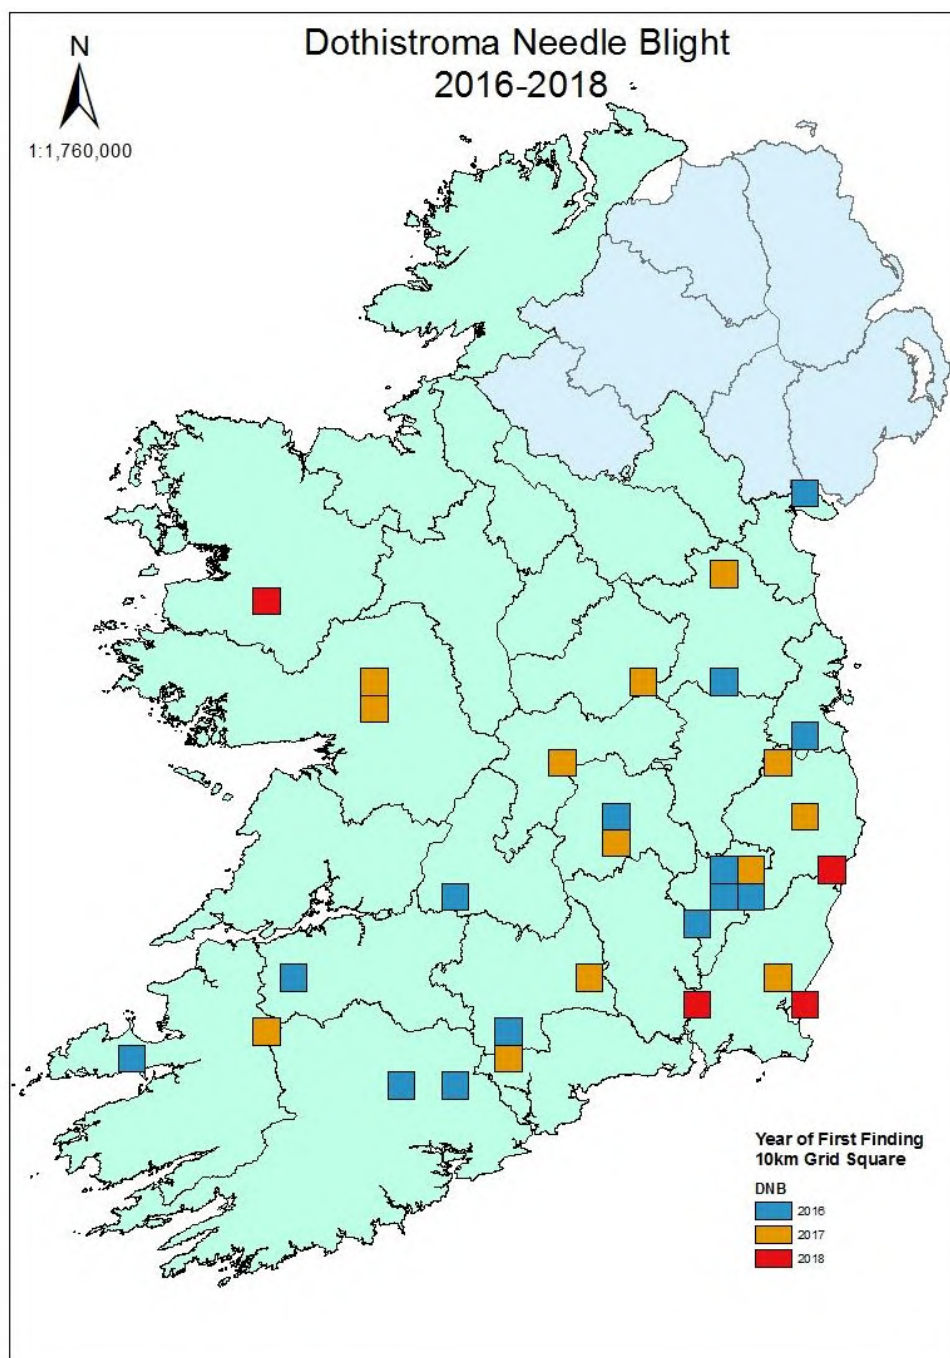 Dothistroma Needle Blight
2016-2018
N
1:1,760,000
Year of First Finding
10km Grid Square
DNB
2016
2017
2018